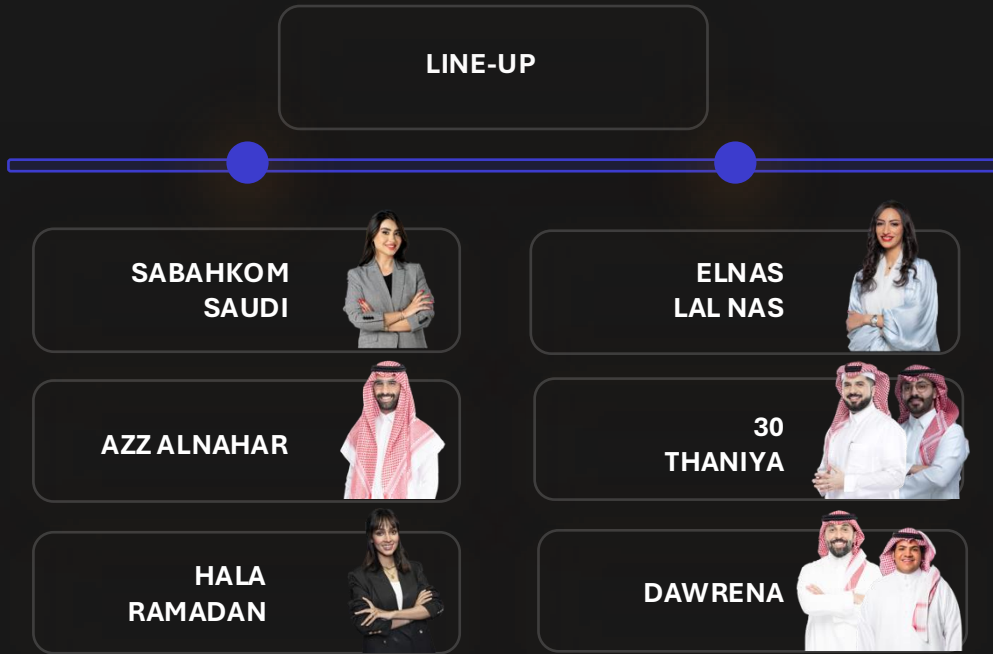 LINE-UP
SABAHKOM
SAUDI
ELNAS
LAL NAS
AZZ ALNAHAR
30
THANIYA
HALA
RAMADAN
DAWRENA